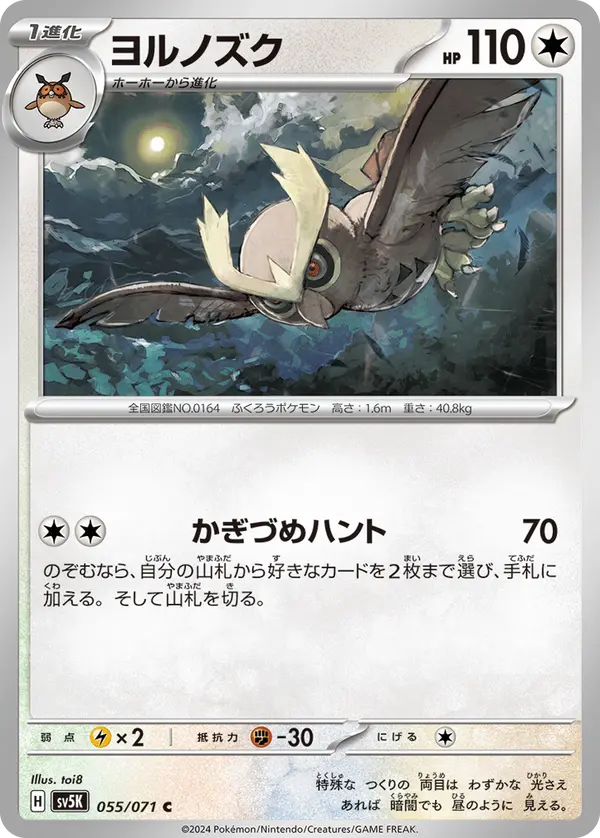 1進化
ヨルノズク
HP 110
ホーホーから進化
全国図鑑NO.0164 ふくろうポケモン 高さ：1.6m 重さ：40.8kg
かぎづめハント 70
のぞむなら、自分の山札から好きなカードを2枚まで選び、手札に
加える。そして山札を切る。
弱点 ×2 抵抗力 -30 にげる
Illus. toi8
H sv5K 055/071 C
特殊な つくりの 両目は わずかな 光さえ
あれば 暗闇でも 昼のように 見える。
©2024 Pokémon/Nintendo/Creatures/GAME FREAK.